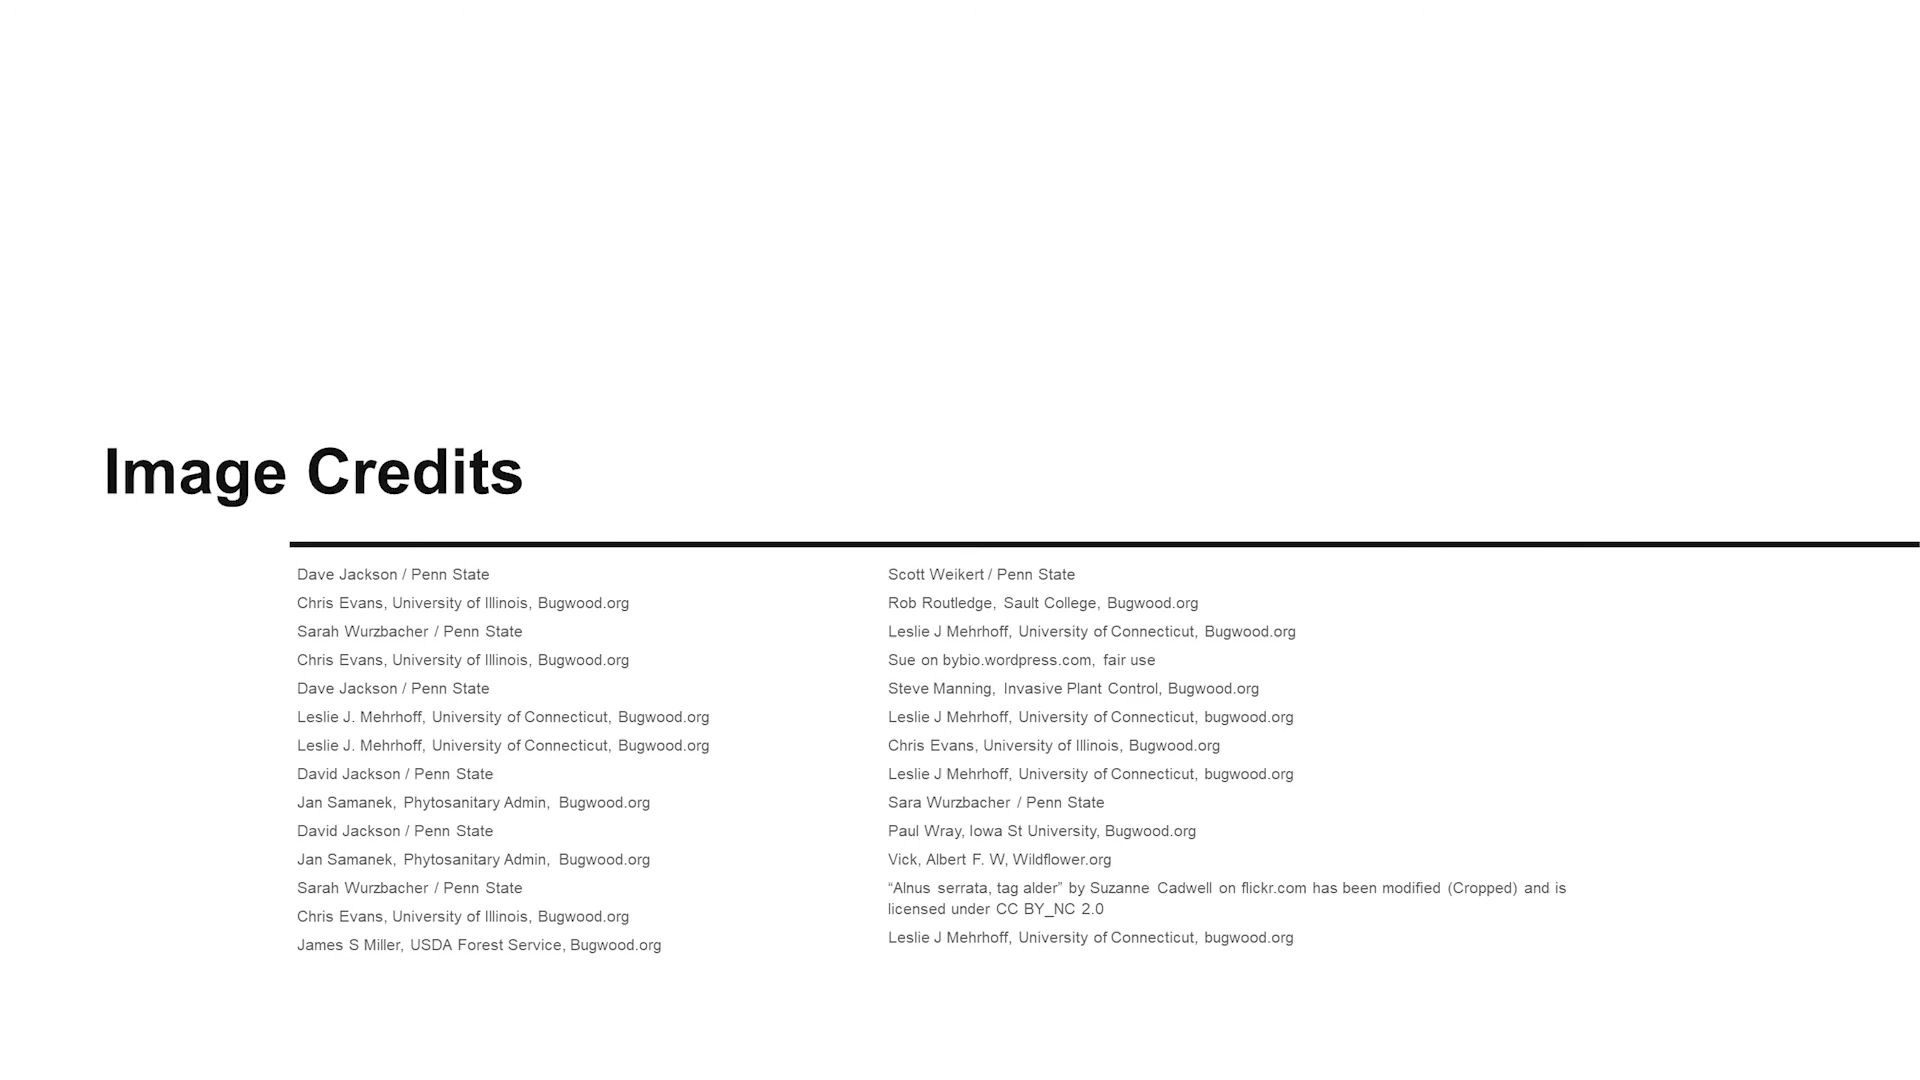 Image Credits
Dave Jackson / Penn State
Chris Evans, University of Illinois, Bugwood.org
Sarah Wurzbacher / Penn State
Chris Evans, University of Illinois, Bugwood.org
Dave Jackson / Penn State
Leslie J. Mehrhoff, University of Connecticut, Bugwood.org
Leslie J. Mehrhoff, University of Connecticut, Bugwood.org
David Jackson / Penn State
Jan Samanek, Phytosanitary Admin, Bugwood.org
David Jackson / Penn State
Jan Samanek, Phytosanitary Admin, Bugwood.org
Sarah Wurzbacher / Penn State
Chris Evans, University of Illinois, Bugwood.org
James S Miller, USDA Forest Service, Bugwood.org
Scott Weikert / Penn State
Rob Routledge, Sault College, Bugwood.org
Leslie J Mehrhoff, University of Connecticut, Bugwood.org
Sue on bybio.wordpress.com, fair use
Steve Manning, Invasive Plant Control, Bugwood.org
Leslie J Mehrhoff, University of Connecticut, bugwood.org
Chris Evans, University of Illinois, Bugwood.org
Leslie J Mehrhoff, University of Connecticut, bugwood.org
Sara Wurzbacher / Penn State
Paul Wray, Iowa St University, Bugwood.org
Vick, Albert F. W, Wildflower.org
“Alnus serrata, tag alder” by Suzanne Cadwell on flickr.com has been modified (Cropped) and is
licensed under CC BY_NC 2.0
Leslie J Mehrhoff, University of Connecticut, bugwood.org